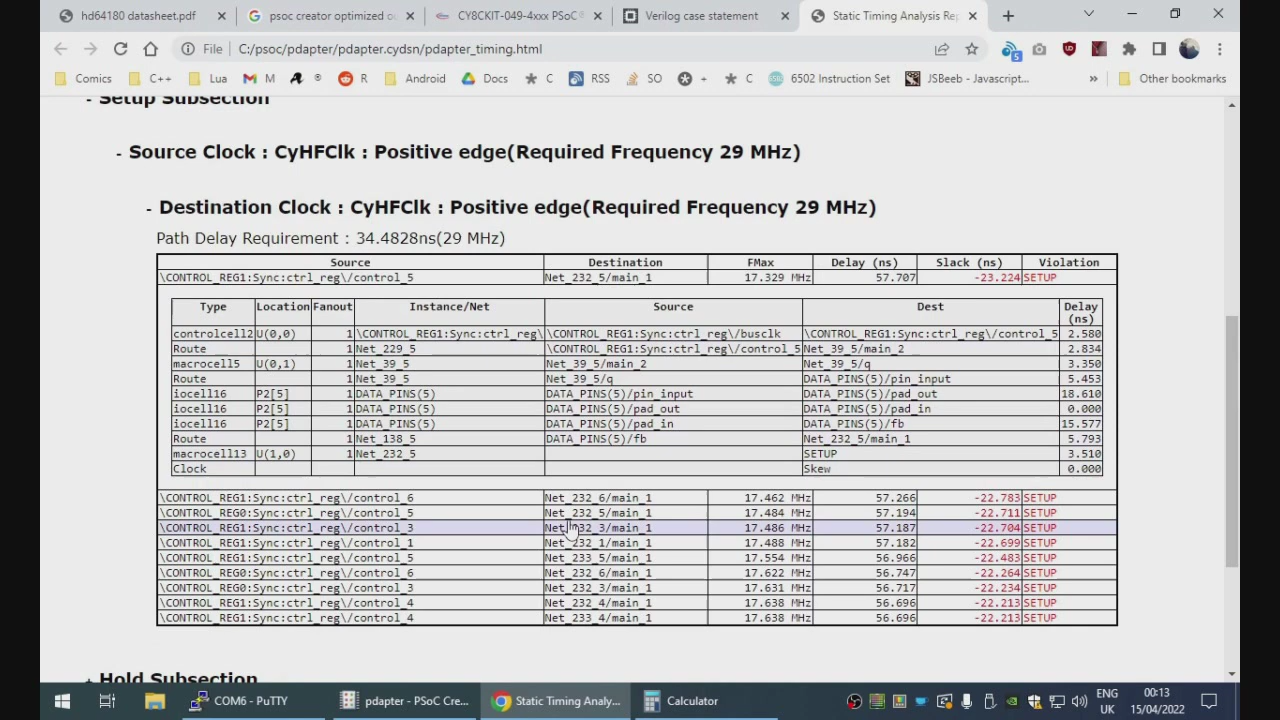 hd64180 datasheet.pdf
psoc creator optimized o
CY8CKIT-049-4xxx PSoC
Verilog case statement
Static Timing Analysis Re
File C:/psoc/pdapter/pdapter.cydsn/pdapter_timing.html
5
Comics C++ Lua M ® R Android Docs C RSS SO + C 6502 Instruction Set JSBeeb - Javascript... » Other bookmarks
- Setup Subsection
- Source Clock : CyHFClk : Positive edge(Required Frequency 29 MHz)
- Destination Clock : CyHFClk : Positive edge(Required Frequency 29 MHz)
Path Delay Requirement : 34.4828ns(29 MHz)
Source Destination FMax Delay (ns) Slack (ns) Violation
\CONTROL_REG1:Sync:ctrl_reg\/control_5 Net_232_5/main_1 17.329 MHz 57.707 -23.224 SETUP
Type Location Fanout Instance/Net Source Dest Delay (ns)
controlcell2 U(0,0) 1 \CONTROL_REG1:Sync:ctrl_reg\ \CONTROL_REG1:Sync:ctrl_reg\/busclk \CONTROL_REG1:Sync:ctrl_reg\/control_5 2.580
Route 1 Net_229_5 \CONTROL_REG1:Sync:ctrl_reg\/control_5 Net_39_5/main_2 2.834
macrocell5 U(0,1) 1 Net_39_5 Net_39_5/main_2 Net_39_5/q 3.350
Route 1 Net_39_5 Net_39_5/q DATA_PINS(5)/pin_input 5.453
iocell16 P2[5] 1 DATA_PINS(5) DATA_PINS(5)/pin_input DATA_PINS(5)/pad_out 18.610
iocell16 P2[5] 1 DATA_PINS(5) DATA_PINS(5)/pad_out DATA_PINS(5)/pad_in 0.000
iocell16 P2[5] 1 DATA_PINS(5) DATA_PINS(5)/pad_in DATA_PINS(5)/fb 15.577
Route 1 Net_138_5 DATA_PINS(5)/fb Net_232_5/main_1 5.793
macrocell13 U(1,0) 1 Net_232_5 SETUP 3.510
Clock Skew 0.000
\CONTROL_REG1:Sync:ctrl_reg\/control_6 Net_232_6/main_1 17.462 MHz 57.266 -22.783 SETUP
\CONTROL_REG0:Sync:ctrl_reg\/control_5 Net_232_5/main_1 17.484 MHz 57.194 -22.711 SETUP
\CONTROL_REG1:Sync:ctrl_reg\/control_3 Net_232_3/main_1 17.486 MHz 57.187 -22.704 SETUP
\CONTROL_REG1:Sync:ctrl_reg\/control_1 Net_232_1/main_1 17.488 MHz 57.182 -22.699 SETUP
\CONTROL_REG1:Sync:ctrl_reg\/control_5 Net_233_5/main_1 17.554 MHz 56.966 -22.483 SETUP
\CONTROL_REG0:Sync:ctrl_reg\/control_6 Net_232_6/main_1 17.622 MHz 56.747 -22.264 SETUP
\CONTROL_REG0:Sync:ctrl_reg\/control_3 Net_232_3/main_1 17.631 MHz 56.717 -22.234 SETUP
\CONTROL_REG1:Sync:ctrl_reg\/control_4 Net_232_4/main_1 17.638 MHz 56.696 -22.213 SETUP
\CONTROL_REG1:Sync:ctrl_reg\/control_4 Net_233_4/main_1 17.638 MHz 56.696 -22.213 SETUP
+ Hold Subsection
COM6 - PuTTY
pdapter - PSoC Cre...
Static Timing Analy...
Calculator
ENG
UK
00:13
15/04/2022